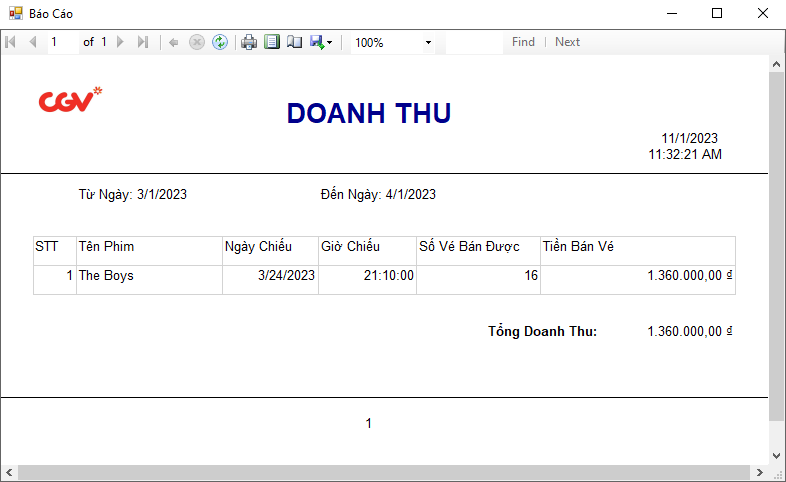 Báo Cáo
1 of 1 100% Find Next
CGV
DOANH THU
11/1/2023
11:32:21 AM
Từ Ngày: 3/1/2023 Đến Ngày: 4/1/2023
STT Tên Phim Ngày Chiếu Giờ Chiếu Số Vé Bán Được Tiền Bán Vé
1 The Boys 3/24/2023 21:10:00 16 1.360.000,00 ₫
Tổng Doanh Thu: 1.360.000,00 ₫
1